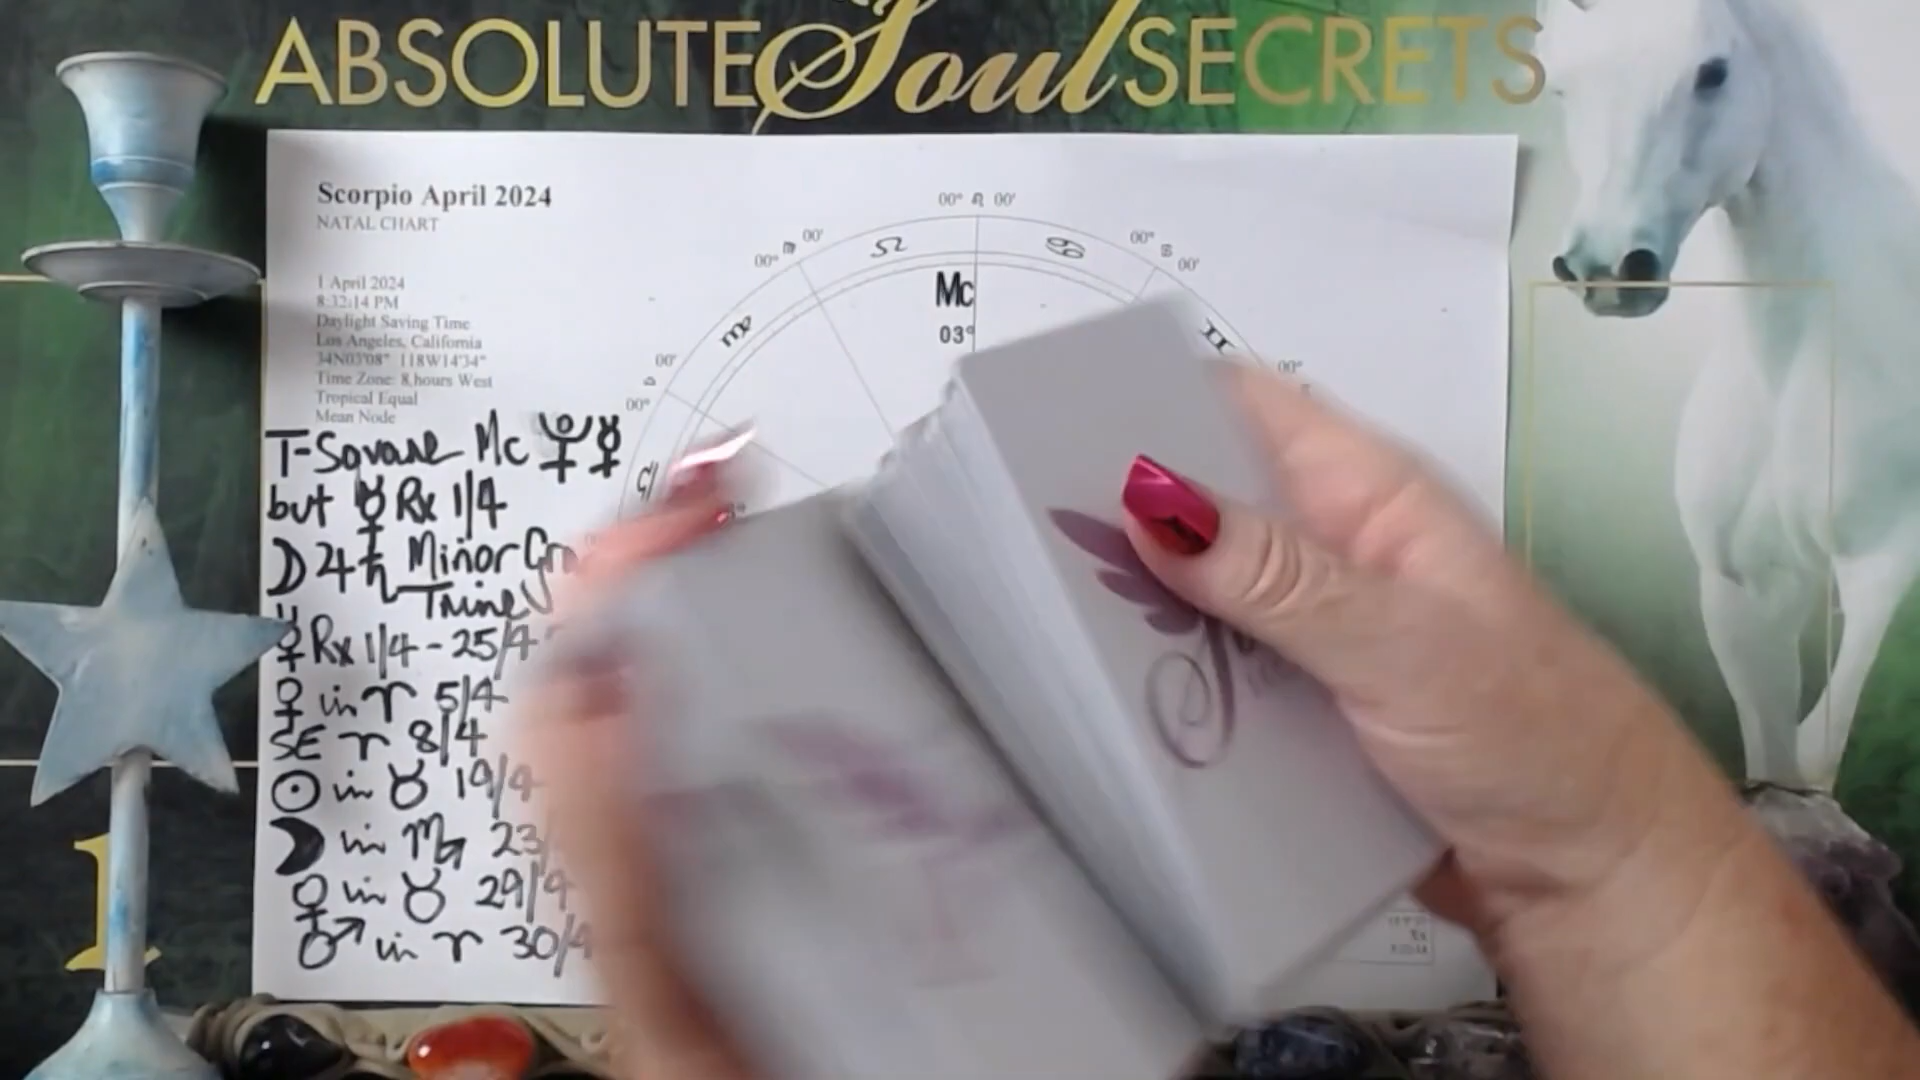 ABSOLUTE Soul SECRETS
Scorpio April 2024
NATAL CHART
1 April 2024
8:32:14 PM
Daylight Saving Time
Los Angeles, California
34N03'08" 118W14'34"
Time Zone: 8 hours West
Tropical Equal
Mean Node
00° ♌ 00'
00° ♍ 00'
♌ ♋
00° ♋ 00'
Mc
03°
♍ ♊
00'
00°
00°
T-Square Mc ♇ ☿
but ☿ Rx 1/4
☽ ♃ ♄ Minor
Trine
☿ Rx 1/4 - 25/4
♀ in ♈ 5/4
SE ♈ 8/4
☉ in ♉ 19/4
in ♏ 23/
♀ in ♉ 29/4
♂ in ♈ 30/4
1